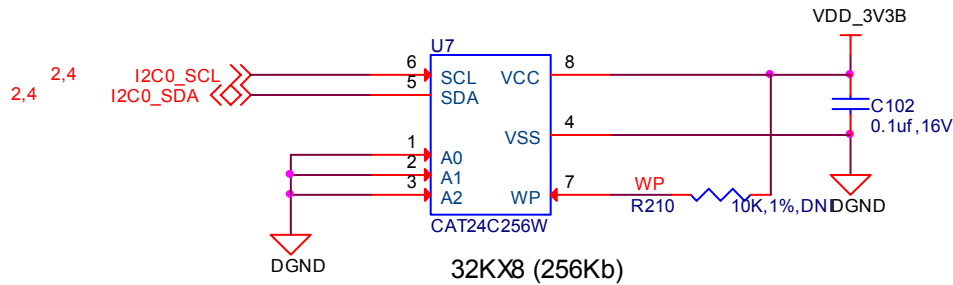 VDD_3V3B
U7
2,4 I2C0_SCL 6 SCL VCC 8
2,4 I2C0_SDA 5 SDA
C102
0.1uf,16V
VSS 4
1 A0
2 A1
3 A2 WP 7 WP
R210 10K,1%,DNI DGND
CAT24C256W
DGND
32KX8 (256Kb)